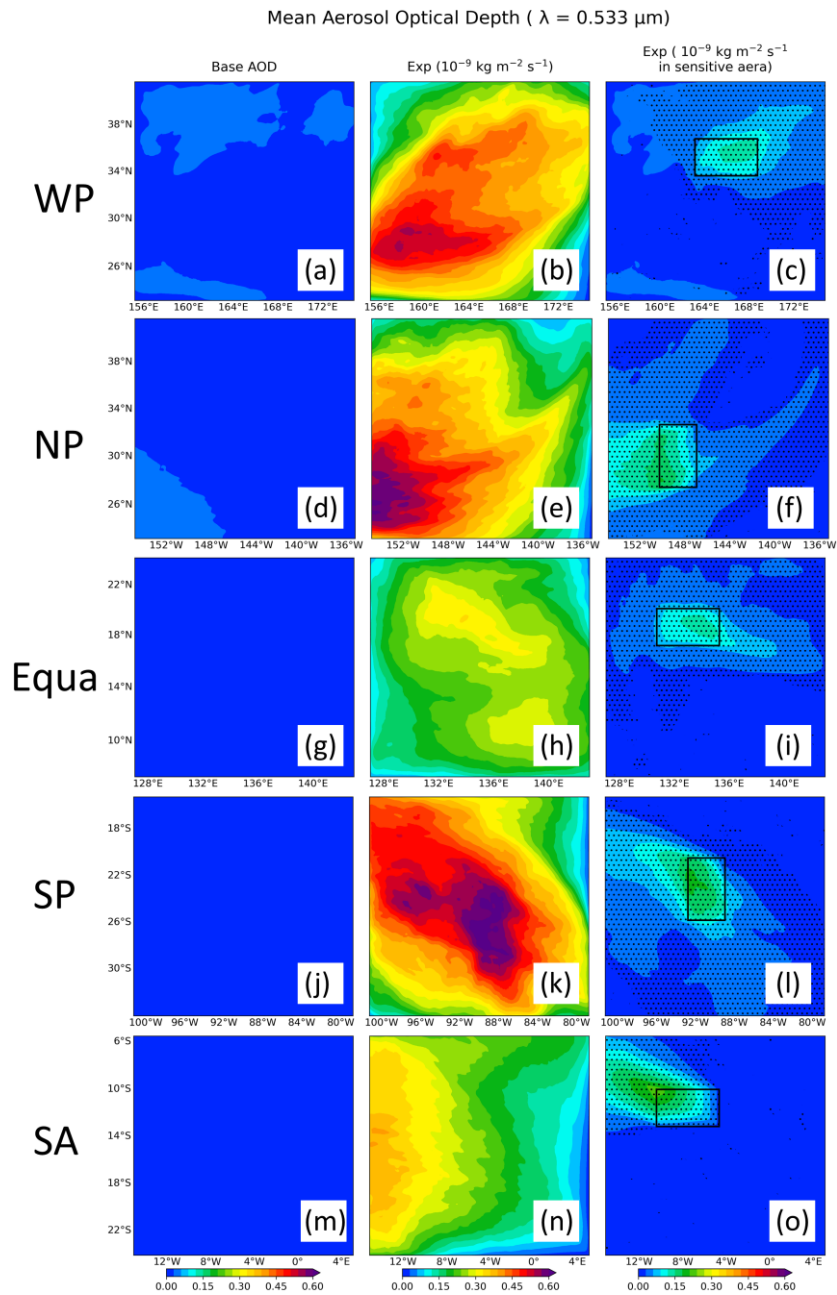 Mean Aerosol Optical Depth ( λ = 0.533 μm)
Base AOD
Exp (10⁻⁹ kg m⁻² s⁻¹)
Exp ( 10⁻⁹ kg m⁻² s⁻¹
in sensitive aera)
WP
38°N
34°N
30°N
26°N
(a)
(b)
(c)
156°E 160°E 164°E 168°E 172°E
156°E 160°E 164°E 168°E 172°E
156°E 160°E 164°E 168°E 172°E
NP
38°N
34°N
30°N
26°N
(d)
(e)
(f)
152°W 148°W 144°W 140°W 136°W
152°W 148°W 144°W 140°W 136°W
152°W 148°W 144°W 140°W 136°W
Equa
22°N
18°N
14°N
10°N
(g)
(h)
(i)
128°E 132°E 136°E 140°E
128°E 132°E 136°E 140°E
128°E 132°E 136°E 140°E
SP
18°S
22°S
26°S
30°S
(j)
(k)
(l)
100°W 96°W 92°W 88°W 84°W 80°W
100°W 96°W 92°W 88°W 84°W 80°W
100°W 96°W 92°W 88°W 84°W 80°W
SA
6°S
10°S
14°S
18°S
22°S
(m)
(n)
(o)
12°W 8°W 4°W 0° 4°E
12°W 8°W 4°W 0° 4°E
12°W 8°W 4°W 0° 4°E
0.00 0.15 0.30 0.45 0.60
0.00 0.15 0.30 0.45 0.60
0.00 0.15 0.30 0.45 0.60